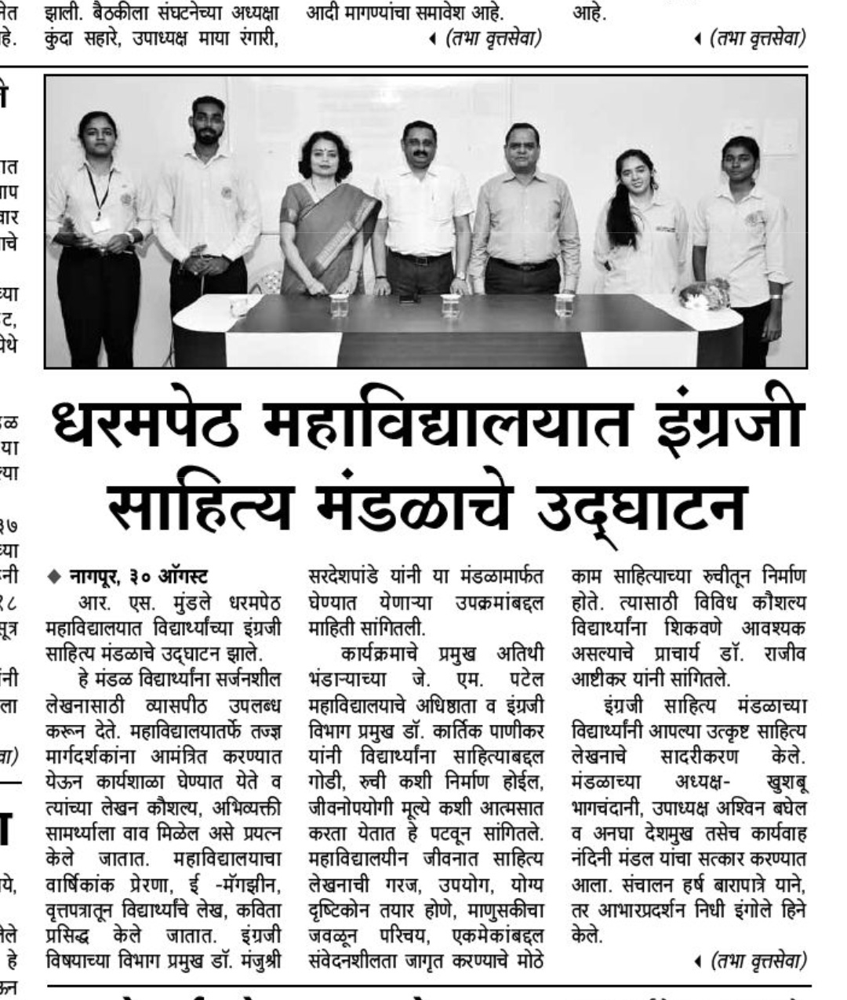 झाली. बैठकीला संघटनेच्या अध्यक्षा
कुंदा सहारे, उपाध्यक्ष माया रंगारी,
आदी मागण्यांचा समावेश आहे.
(तभा वृत्तसेवा)
आहे.
(तभा वृत्तसेवा)
धरमपेठ महाविद्यालयात इंग्रजी
साहित्य मंडळाचे उद्घाटन
नागपूर, ३० ऑगस्ट
आर. एस. मुंडले धरमपेठ
महाविद्यालयात विद्यार्थ्यांच्या इंग्रजी
साहित्य मंडळाचे उद्घाटन झाले.
हे मंडळ विद्यार्थ्यांना सर्जनशील
लेखनासाठी व्यासपीठ उपलब्ध
करून देते. महाविद्यालयातर्फे तज्ज्ञ
मार्गदर्शकांना आमंत्रित करण्यात
येऊन कार्यशाळा घेण्यात येते व
त्यांच्या लेखन कौशल्य, अभिव्यक्ती
सामर्थ्याला वाव मिळेल असे प्रयत्न
केले जातात. महाविद्यालयाचा
वार्षिकांक प्रेरणा, ई -मॅगझीन,
वृत्तपत्रातून विद्यार्थ्यांचे लेख, कविता
प्रसिद्ध केले जातात. इंग्रजी
विषयाच्या विभाग प्रमुख डॉ. मंजुश्री
सरदेशपांडे यांनी या मंडळामार्फत
घेण्यात येणाऱ्या उपक्रमांबद्दल
माहिती सांगितली.
कार्यक्रमाचे प्रमुख अतिथी
भंडाऱ्याच्या जे. एम. पटेल
महाविद्यालयाचे अधिष्ठाता व इंग्रजी
विभाग प्रमुख डॉ. कार्तिक पाणीकर
यांनी विद्यार्थ्यांना साहित्याबद्दल
गोडी, रुची कशी निर्माण होईल,
जीवनोपयोगी मूल्ये कशी आत्मसात
करता येतात हे पटवून सांगितले.
महाविद्यालयीन जीवनात साहित्य
लेखनाची गरज, उपयोग, योग्य
दृष्टिकोन तयार होणे, माणुसकीचा
जवळून परिचय, एकमेकांबद्दल
संवेदनशीलता जागृत करण्याचे मोठे
काम साहित्याच्या रुचीतून निर्माण
होते. त्यासाठी विविध कौशल्य
विद्यार्थ्यांना शिकवणे आवश्यक
असल्याचे प्राचार्य डॉ. राजीव
आष्टीकर यांनी सांगितले.
इंग्रजी साहित्य मंडळाच्या
विद्यार्थ्यांनी आपल्या उत्कृष्ट साहित्य
लेखनाचे सादरीकरण केले.
मंडळाच्या अध्यक्ष- खुशबू
भागचंदानी, उपाध्यक्ष अश्विन बघेल
व अनघा देशमुख तसेच कार्यवाह
नंदिनी मंडल यांचा सत्कार करण्यात
आला. संचालन हर्ष बारापात्रे याने,
तर आभारप्रदर्शन निधी इंगोले हिने
केले.
(तभा वृत्तसेवा)